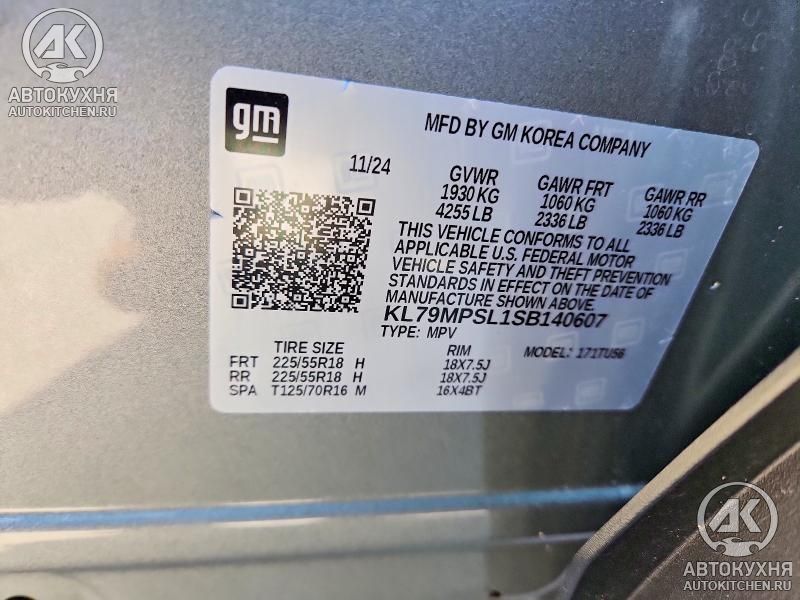 AK
АВТОКУХНЯ
AUTOKITCHEN.RU
gm
MFD BY GM KOREA COMPANY
11/24 GVWR GAWR FRT GAWR RR
1930 KG 1060 KG 1060 KG
4255 LB 2336 LB 2336 LB
THIS VEHICLE CONFORMS TO ALL
APPLICABLE U.S. FEDERAL MOTOR
VEHICLE SAFETY AND THEFT PREVENTION
STANDARDS IN EFFECT ON THE DATE OF
MANUFACTURE SHOWN ABOVE.
KL79MPSL1SB140607
TYPE: MPV
TIRE SIZE RIM MODEL: 1TU56
FRT 225/55R18 H 18X7.5J
RR 225/55R18 H 18X7.5J
SPA T125/70R16 M 16X4BT
AK
АВТОКУХНЯ
AUTOKITCHEN.RU